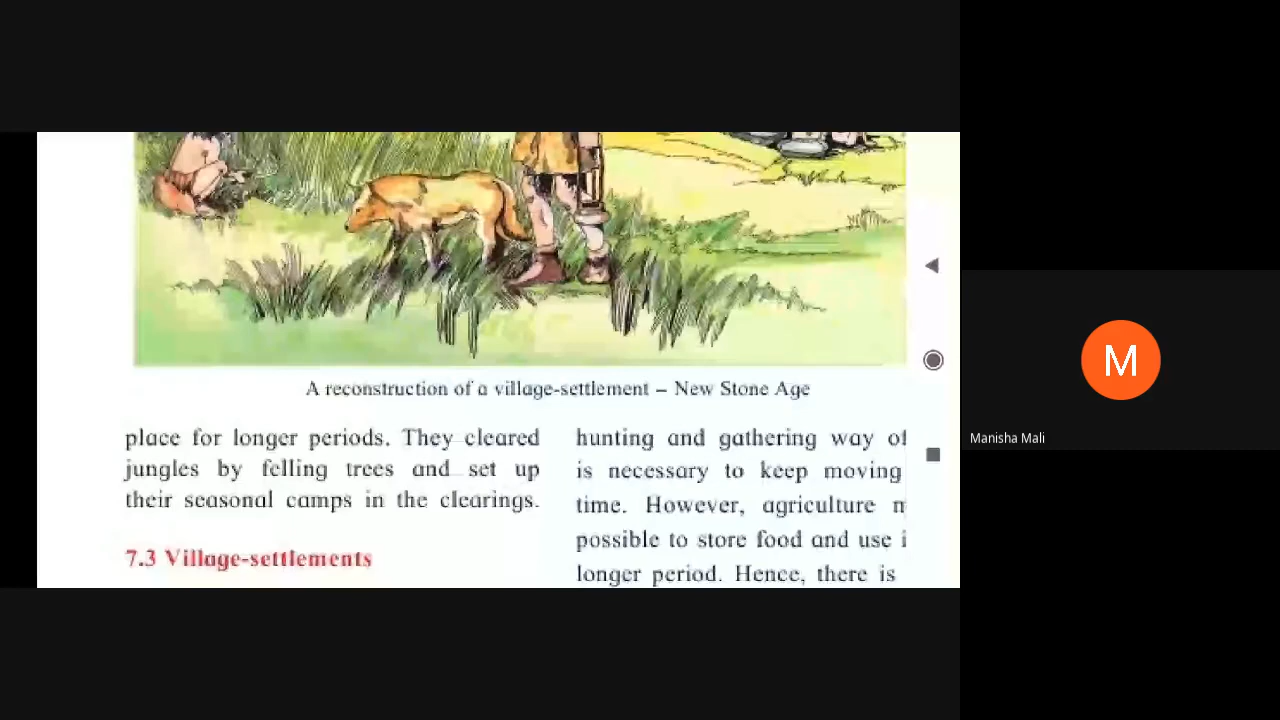 A reconstruction of a village-settlement – New Stone Age
place for longer periods. They cleared
jungles by felling trees and set up
their seasonal camps in the clearings.
7.3 Village-settlements
hunting and gathering way of
is necessary to keep moving
time. However, agriculture
possible to store food and use
longer period. Hence, there is
M
Manisha Mali